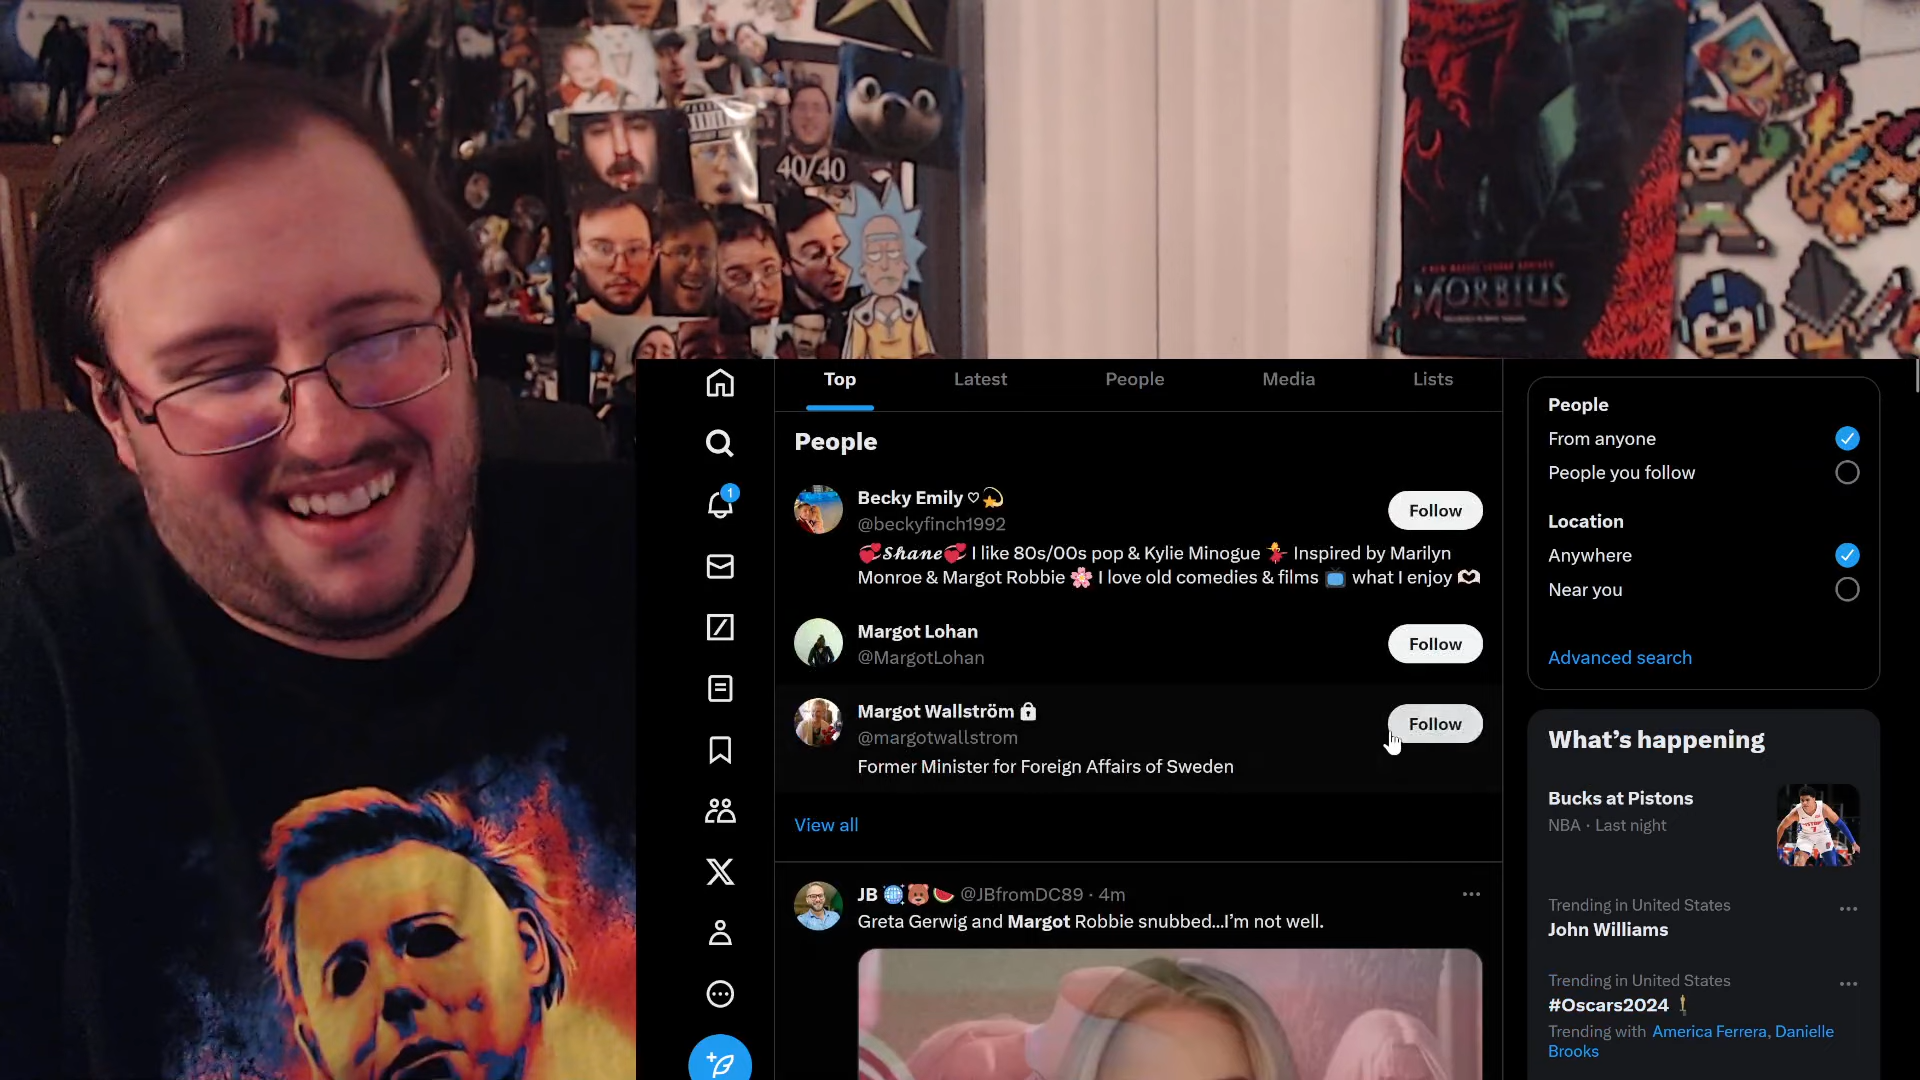 40/40
MORBIUS
Top
Latest
People
Media
Lists
People
Becky Emily ♡ 💫
@beckyfinch1992
Follow
💞𝓢𝓱𝓪𝓷𝓮💞 I like 80s/00s pop & Kylie Minogue 💃 Inspired by Marilyn
Monroe & Margot Robbie 🌸 I love old comedies & films 📺 what I enjoy 🫶
Margot Lohan
@MargotLohan
Follow
Margot Wallström 🔒
@margotwallstrom
Follow
Former Minister for Foreign Affairs of Sweden
View all
JB 🪩🐻🍉 @JBfromDC89 · 4m
Greta Gerwig and Margot Robbie snubbed...I'm not well.
1
People
From anyone
People you follow
Location
Anywhere
Near you
Advanced search
What's happening
Bucks at Pistons
NBA · Last night
Trending in United States
John Williams
Trending in United States
#Oscars2024
Trending with America Ferrera, Danielle
Brooks